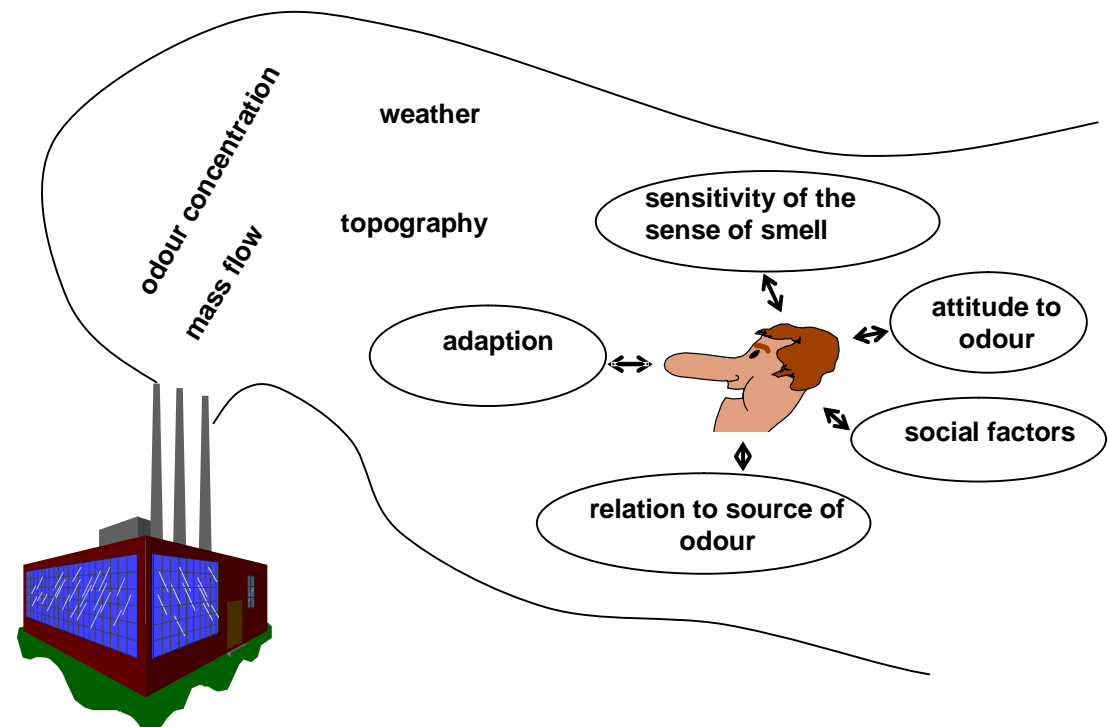 odour concentration
mass flow
weather
topography
sensitivity of the
sense of smell
adaption
attitude to
odour
social factors
relation to source of
odour